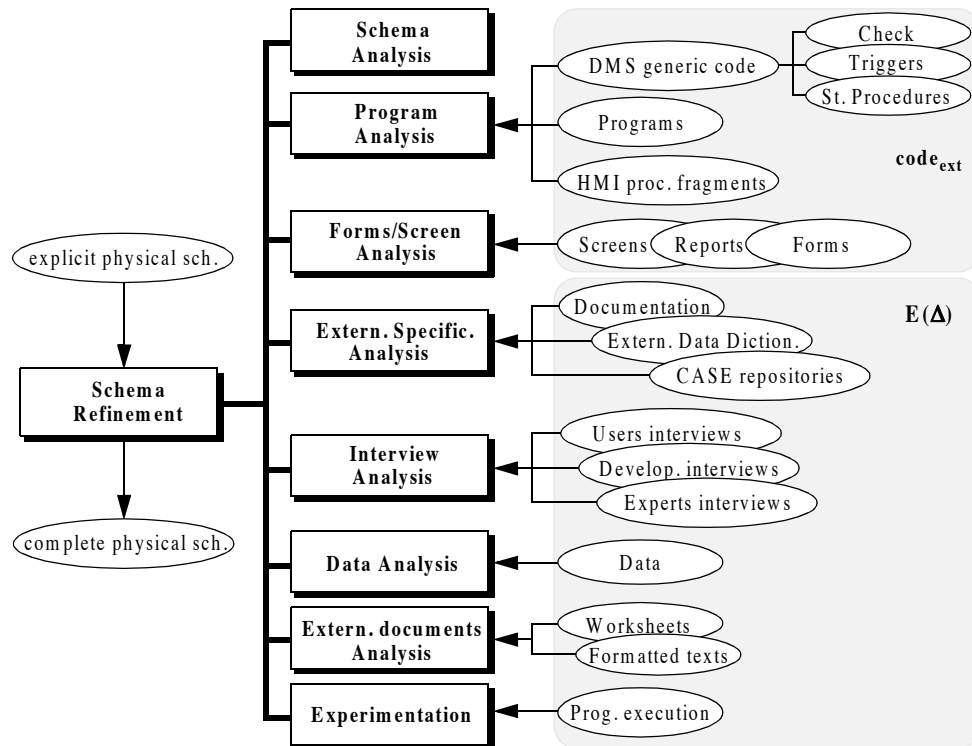 Schema
Analysis
Program
Analysis
Forms/Screen
Analysis
Extern. Specific.
Analysis
Interview
Analysis
Data Analysis
Extern. documents
Analysis
Experimentation
explicit physical sch.
Schema
Refinement
complete physical sch.
Check
DMS generic code
Triggers
St. Procedures
Programs
code_ext
HMI proc. fragments
Screens
Reports
Forms
Documentation
E(Δ)
Extern. Data Diction.
CASE repositories
Users interviews
Develop. interviews
Experts interviews
Data
Worksheets
Formatted texts
Prog. execution